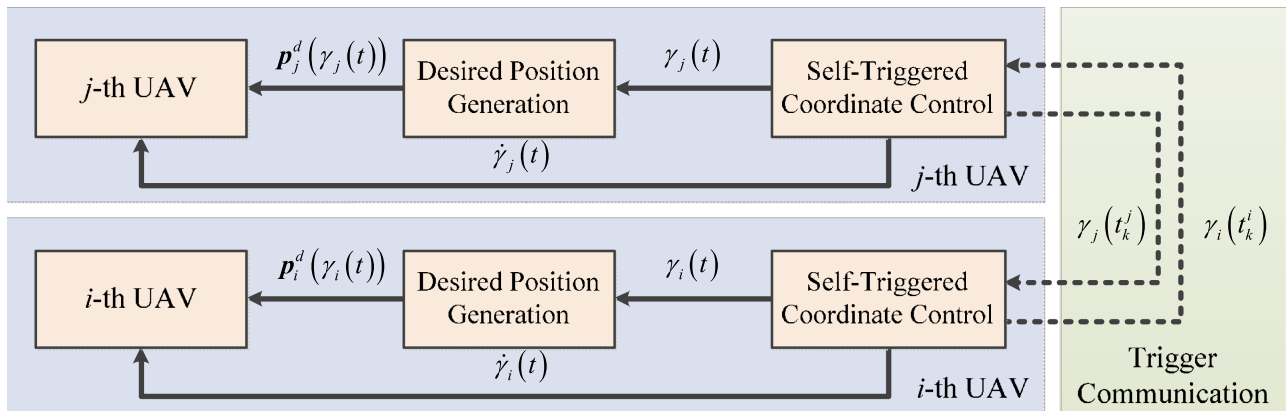 p_j^d(γ_j(t))
γ_j(t)
j-th UAV
Desired Position
Generation
Self-Triggered
Coordinate Control
γ̇_j(t)
j-th UAV
γ_j(t_k^j)
γ_i(t_k^i)
p_i^d(γ_i(t))
γ_i(t)
i-th UAV
Desired Position
Generation
Self-Triggered
Coordinate Control
γ̇_i(t)
i-th UAV
Trigger
Communication